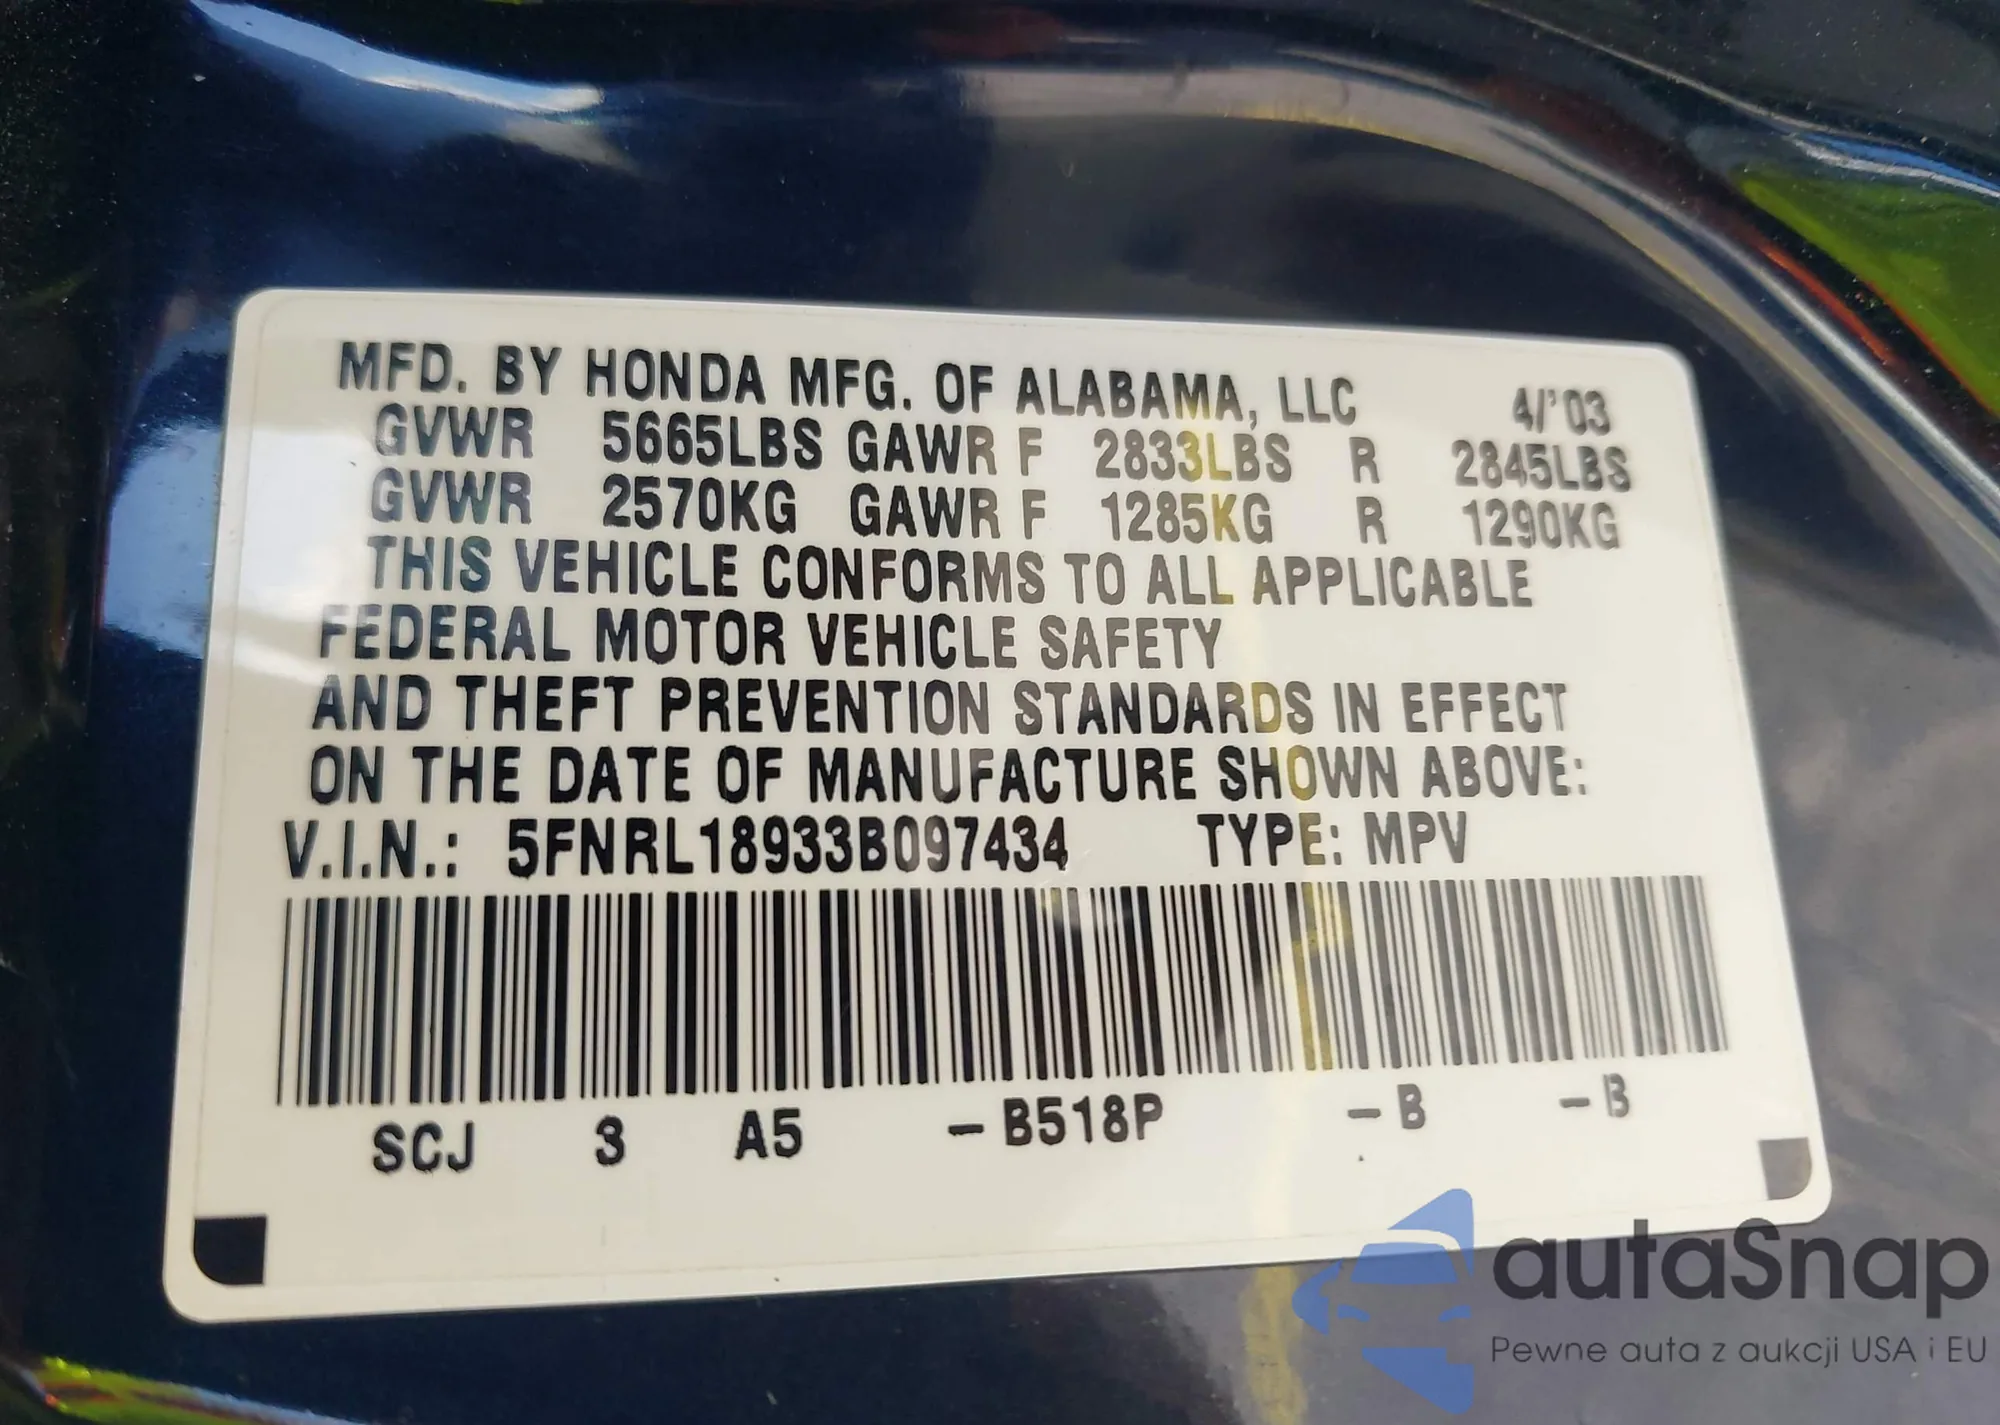 MFD. BY HONDA MFG. OF ALABAMA, LLC 4/'03
GVWR 5665LBS GAWR F 2833LBS R 2845LBS
GVWR 2570KG GAWR F 1285KG R 1290KG
THIS VEHICLE CONFORMS TO ALL APPLICABLE
FEDERAL MOTOR VEHICLE SAFETY
AND THEFT PREVENTION STANDARDS IN EFFECT
ON THE DATE OF MANUFACTURE SHOWN ABOVE:
V.I.N.: 5FNRL18933B097434 TYPE: MPV
SCJ 3 A5 -B518P -B -B
autaSnap
Pewne auta z aukcji USA i EU